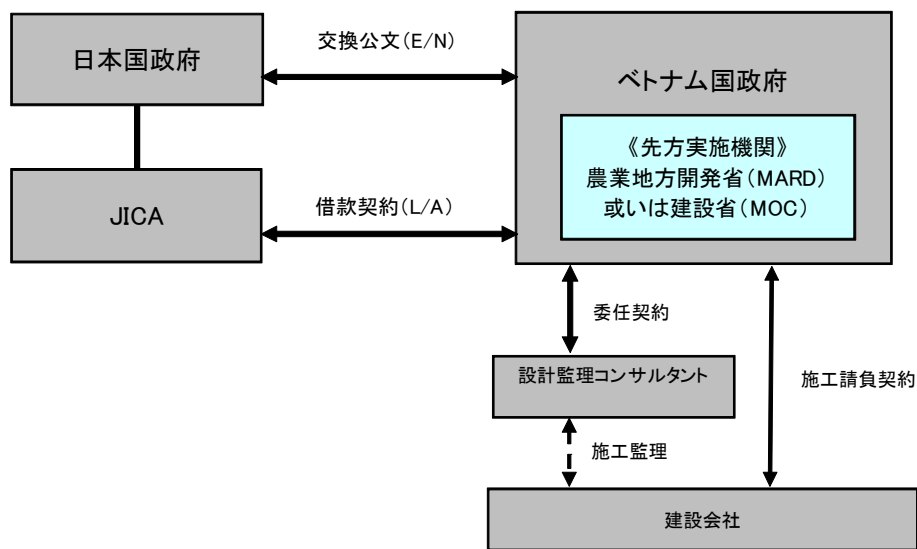 交換公文(E/N)
日本国政府
ベトナム国政府
《先方実施機関》
農業地方開発省(MARD)
或いは建設省(MOC)
JICA
借款契約(L/A)
委任契約
設計監理コンサルタント
施工請負契約
施工監理
建設会社